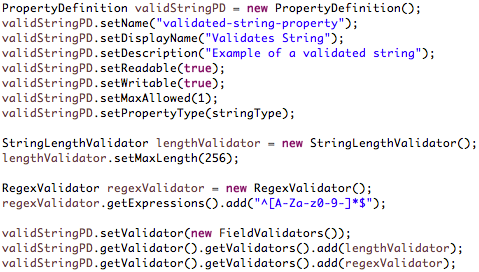 PropertyDefinition validStringPD = new PropertyDefinition();
validStringPD.setName("validated-string-property");
validStringPD.setDisplayName("Validates String");
validStringPD.setDescription("Example of a validated string");
validStringPD.setReadable(true);
validStringPD.setWritable(true);
validStringPD.setMaxAllowed(1);
validStringPD.setPropertyType(stringType);
StringLengthValidator lengthValidator = new StringLengthValidator();
lengthValidator.setMaxLength(256);
RegexValidator regexValidator = new RegexValidator();
regexValidator.getExpressions().add("^[A-Za-z0-9-]*$");
validStringPD.setValidator(new FieldValidators());
validStringPD.getValidator().getValidators().add(lengthValidator);
validStringPD.getValidator().getValidators().add(regexValidator);